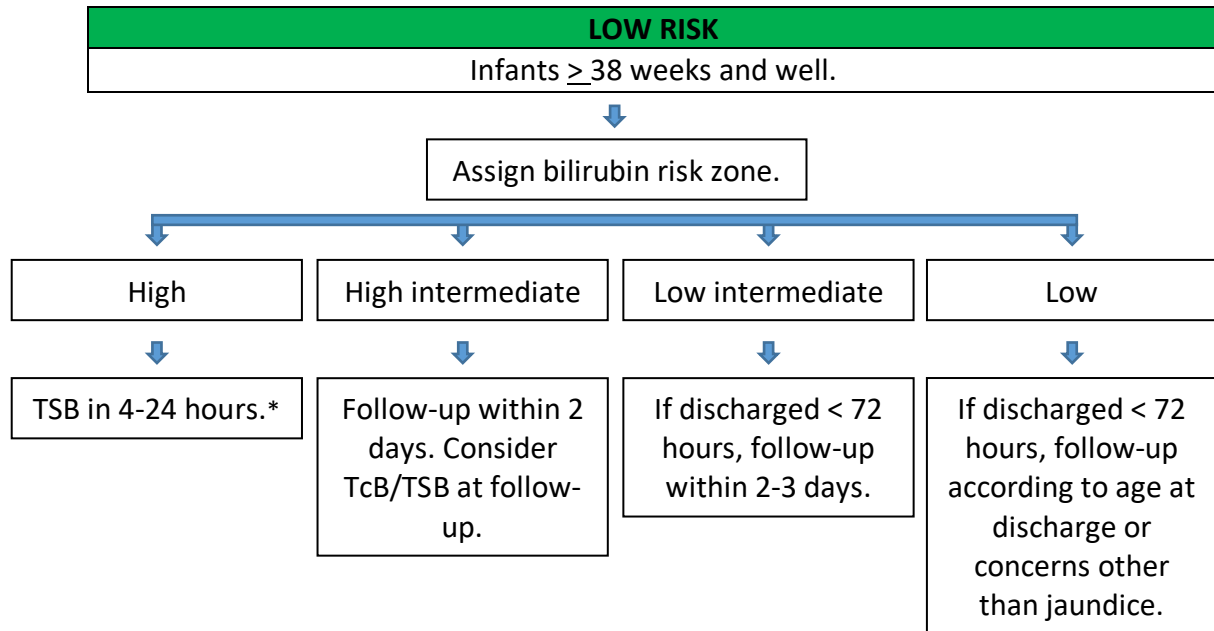 LOW RISK
Infants > 38 weeks and well.
Assign bilirubin risk zone.
High
High intermediate
Low intermediate
Low
TSB in 4-24 hours.*
Follow-up within 2
days. Consider
TcB/TSB at follow-
up.
If discharged < 72
hours, follow-up
within 2-3 days.
If discharged < 72
hours, follow-up
according to age at
discharge or
concerns other
than jaundice.